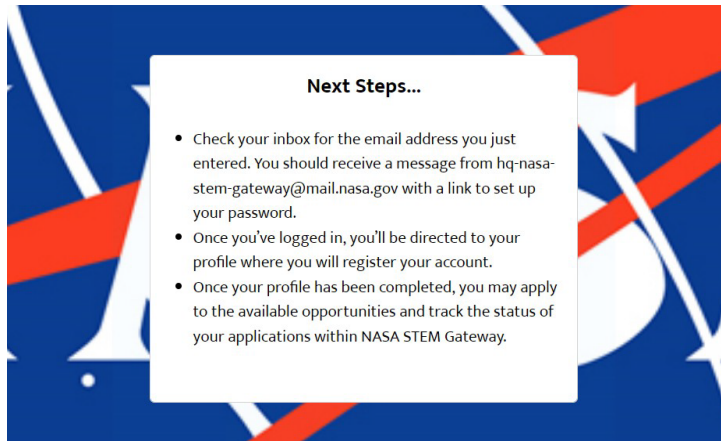 Next Steps...
Check your inbox for the email address you just
entered. You should receive a message from hq-nasa-
stem-gateway@mail.nasa.gov with a link to set up
your password.
Once you’ve logged in, you’ll be directed to your
profile where you will register your account.
Once your profile has been completed, you may apply
to the available opportunities and track the status of
your applications within NASA STEM Gateway.